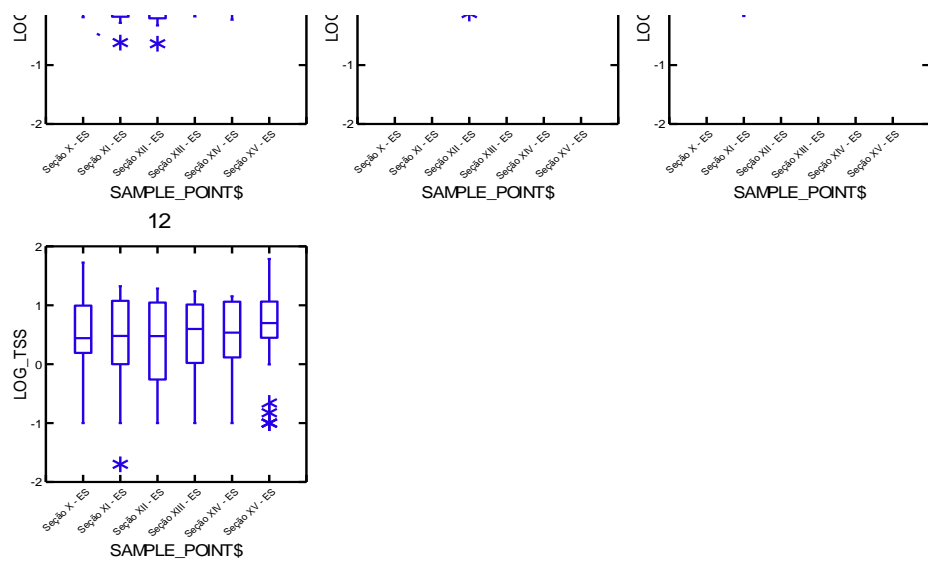 LOG
-1
-2
Seção X - ES
Seção XI - ES
Seção XII - ES
Seção XIII - ES
Seção XIV - ES
Seção XV - ES
SAMPLE_POINT$
LOG
-1
-2
Seção X - ES
Seção XI - ES
Seção XII - ES
Seção XIII - ES
Seção XIV - ES
Seção XV - ES
SAMPLE_POINT$
LOG
-1
-2
Seção X - ES
Seção XI - ES
Seção XII - ES
Seção XIII - ES
Seção XIV - ES
Seção XV - ES
SAMPLE_POINT$
12
LOG_TSS
2
1
0
-1
-2
Seção X - ES
Seção XI - ES
Seção XII - ES
Seção XIII - ES
Seção XIV - ES
Seção XV - ES
SAMPLE_POINT$